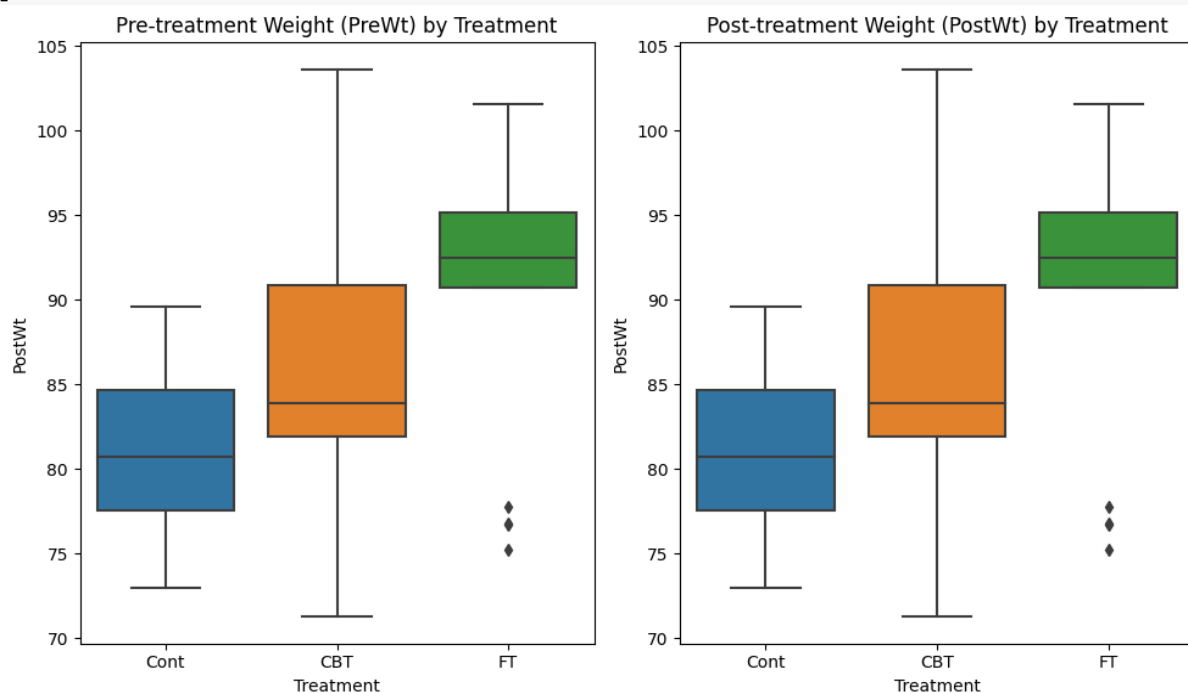 Pre-treatment Weight (PreWt) by Treatment
105
100
95
90
85
80
75
70
PostWt
Cont CBT FT
Treatment
Post-treatment Weight (PostWt) by Treatment
105
100
95
90
85
80
75
70
PostWt
Cont CBT FT
Treatment